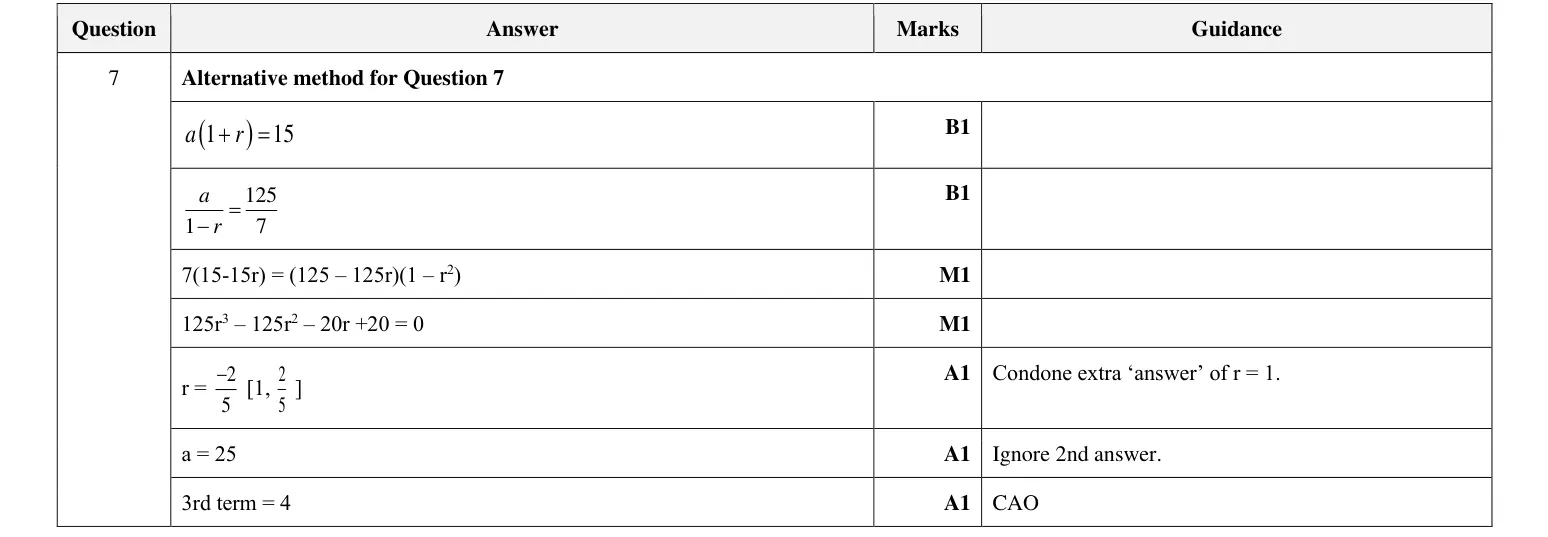 Question Answer Marks Guidance
7 Alternative method for Question 7
a(1+r)=15 B1
a/(1−r)=125/7 B1
7(15-15r) = (125 – 125r)(1 – r²) M1
125r³ – 125r² – 20r +20 = 0 M1
r = −2/5 [1, 2/5 ] A1 Condone extra ‘answer’ of r = 1.
a = 25 A1 Ignore 2nd answer.
3rd term = 4 A1 CAO